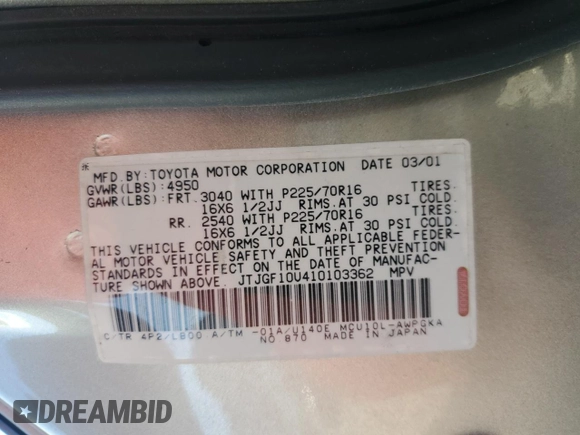 MFD.BY:TOYOTA MOTOR CORPORATION DATE 03/01
GVWR(LBS):4950
GAWR(LBS):FRT.3040 WITH P225/70R16 TIRES.
16X6 1/2JJ RIMS.AT 30 PSI COLD.
RR. 2540 WITH P225/70R16 TIRES.
16X6 1/2JJ RIMS.AT 30 PSI COLD.
THIS VEHICLE CONFORMS TO ALL APPLICABLE FEDER-
AL MOTOR VEHICLE SAFETY AND THEFT PREVENTION
STANDARDS IN EFFECT ON THE DATE OF MANUFAC-
TURE SHOWN ABOVE. JTJGF10U410103362 MPV
C/TR 4P2/LB00 A/TM -01A/U140E MCU10L-AWPGKA
NO 870 MADE IN JAPAN
TOYOTA
DREAMBID